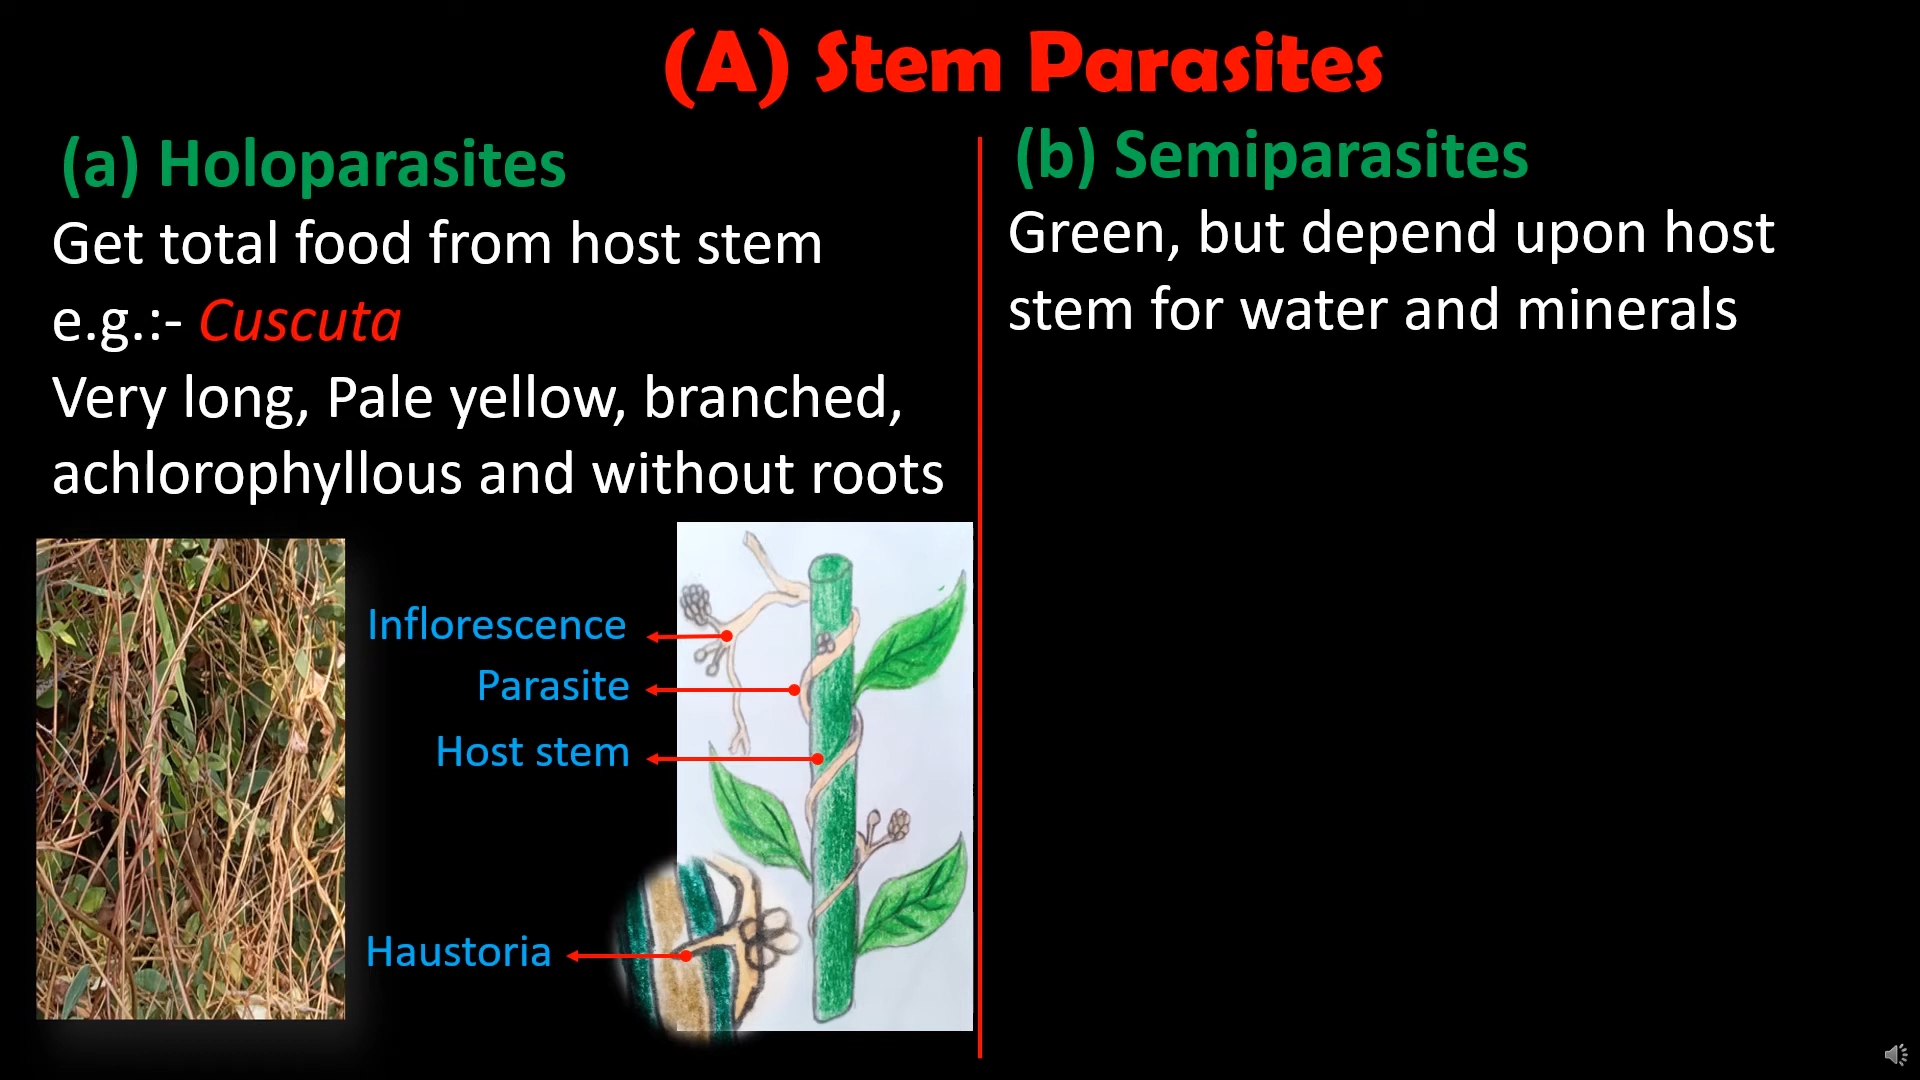 (A) Stem Parasites
(a) Holoparasites
Get total food from host stem
e.g.:- Cuscuta
Very long, Pale yellow, branched,
achlorophyllous and without roots
Inflorescence
Parasite
Host stem
Haustoria
(b) Semiparasites
Green, but depend upon host
stem for water and minerals